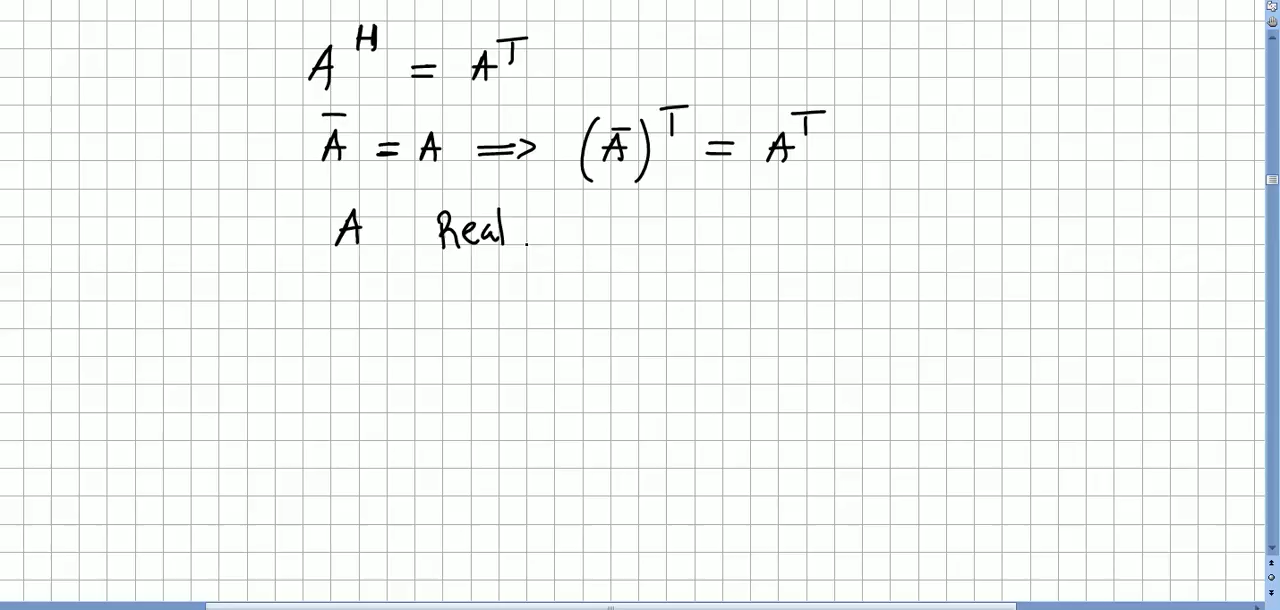 A^H = A^T
Ā = A ⟹ (Ā)^T = A^T
A Real.